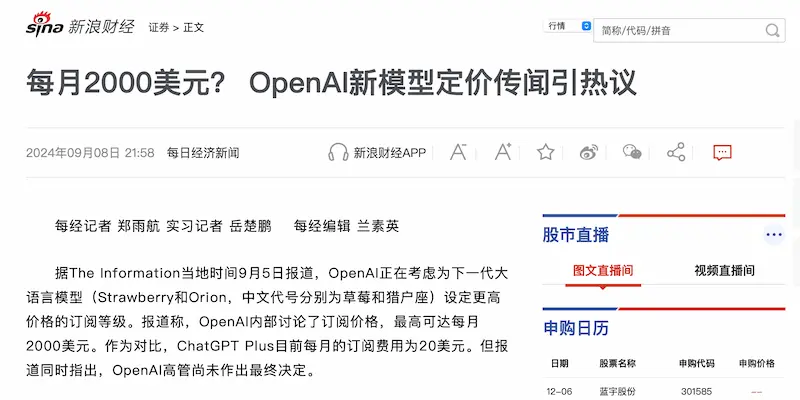 sina 新浪财经 证券 > 正文
行情 简称/代码/拼音
每月2000美元? OpenAI新模型定价传闻引热议
2024年09月08日 21:58 每日经济新闻 新浪财经APP A- A+
每经记者 郑雨航 实习记者 岳楚鹏 每经编辑 兰素英
据The Information当地时间9月5日报道，OpenAI正在考虑为下一代大
语言模型（Strawberry和Orion，中文代号分别为草莓和猎户座）设定更高
价格的订阅等级。报道称，OpenAI内部讨论了订阅价格，最高可达每月
2000美元。作为对比，ChatGPT Plus目前每月的订阅费用为20美元。但报
道同时指出，OpenAI高管尚未作出最终决定。
股市直播
图文直播间 视频直播间
申购日历
日期 股票名称 申购代码 申购价格
12-06 蓝宇股份 301585 --